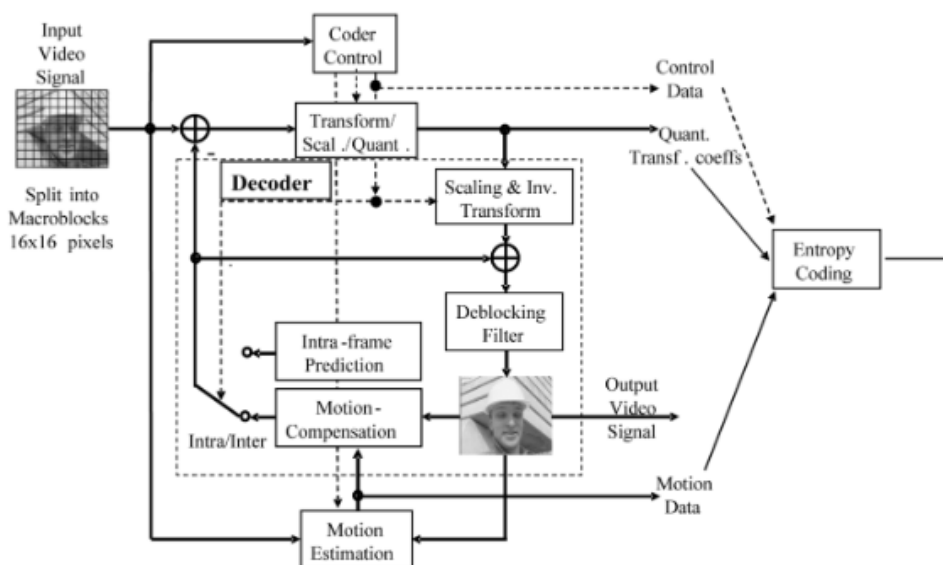 Input
Video
Signal
Coder
Control
Control
Data
Transform/
Scal ./Quant .
Quant.
Transf . coeffs
-
Decoder
Split into
Macroblocks
16x16 pixels
Scaling & Inv.
Transform
Entropy
Coding
Deblocking
Filter
Intra -frame
Prediction
Output
Video
Signal
Motion-
Compensation
Intra/Inter
Motion
Data
Motion
Estimation